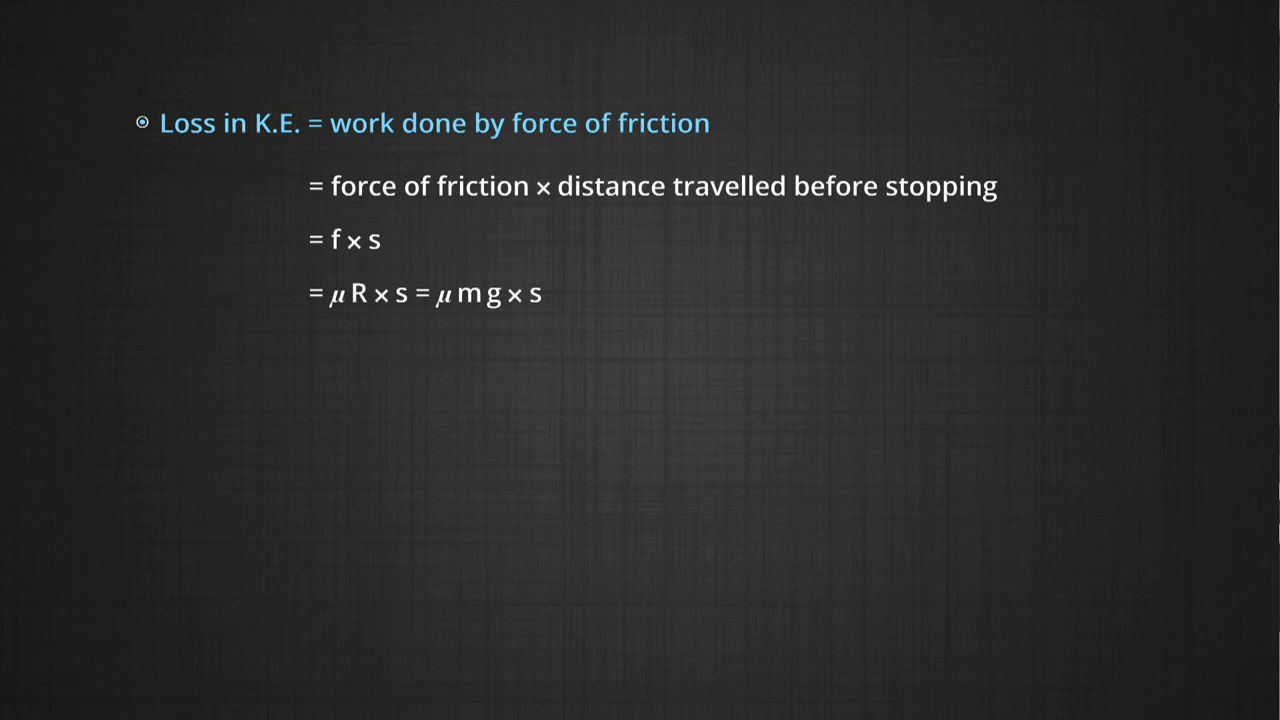 Loss in K.E. = work done by force of friction
= force of friction × distance travelled before stopping
= f × s
= μ R × s = μ m g × s